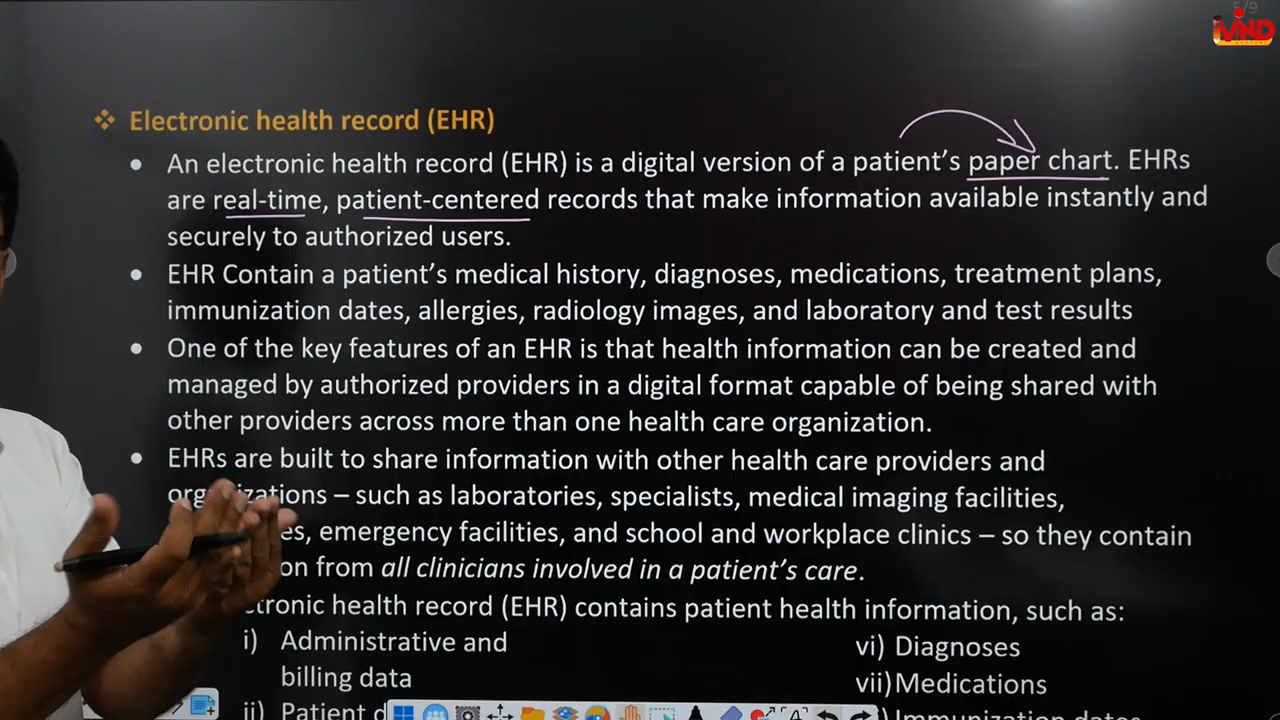 5/9
MND
❖ Electronic health record (EHR)
• An electronic health record (EHR) is a digital version of a patient's paper chart. EHRs
are real-time, patient-centered records that make information available instantly and
securely to authorized users.
• EHR Contain a patient's medical history, diagnoses, medications, treatment plans,
immunization dates, allergies, radiology images, and laboratory and test results
• One of the key features of an EHR is that health information can be created and
managed by authorized providers in a digital format capable of being shared with
other providers across more than one health care organization.
• EHRs are built to share information with other health care providers and
organizations – such as laboratories, specialists, medical imaging facilities,
es, emergency facilities, and school and workplace clinics – so they contain
on from all clinicians involved in a patient's care.
ctronic health record (EHR) contains patient health information, such as:
i) Administrative and
billing data
ii) Patient d
vi) Diagnoses
vii) Medications
) Immunization dates